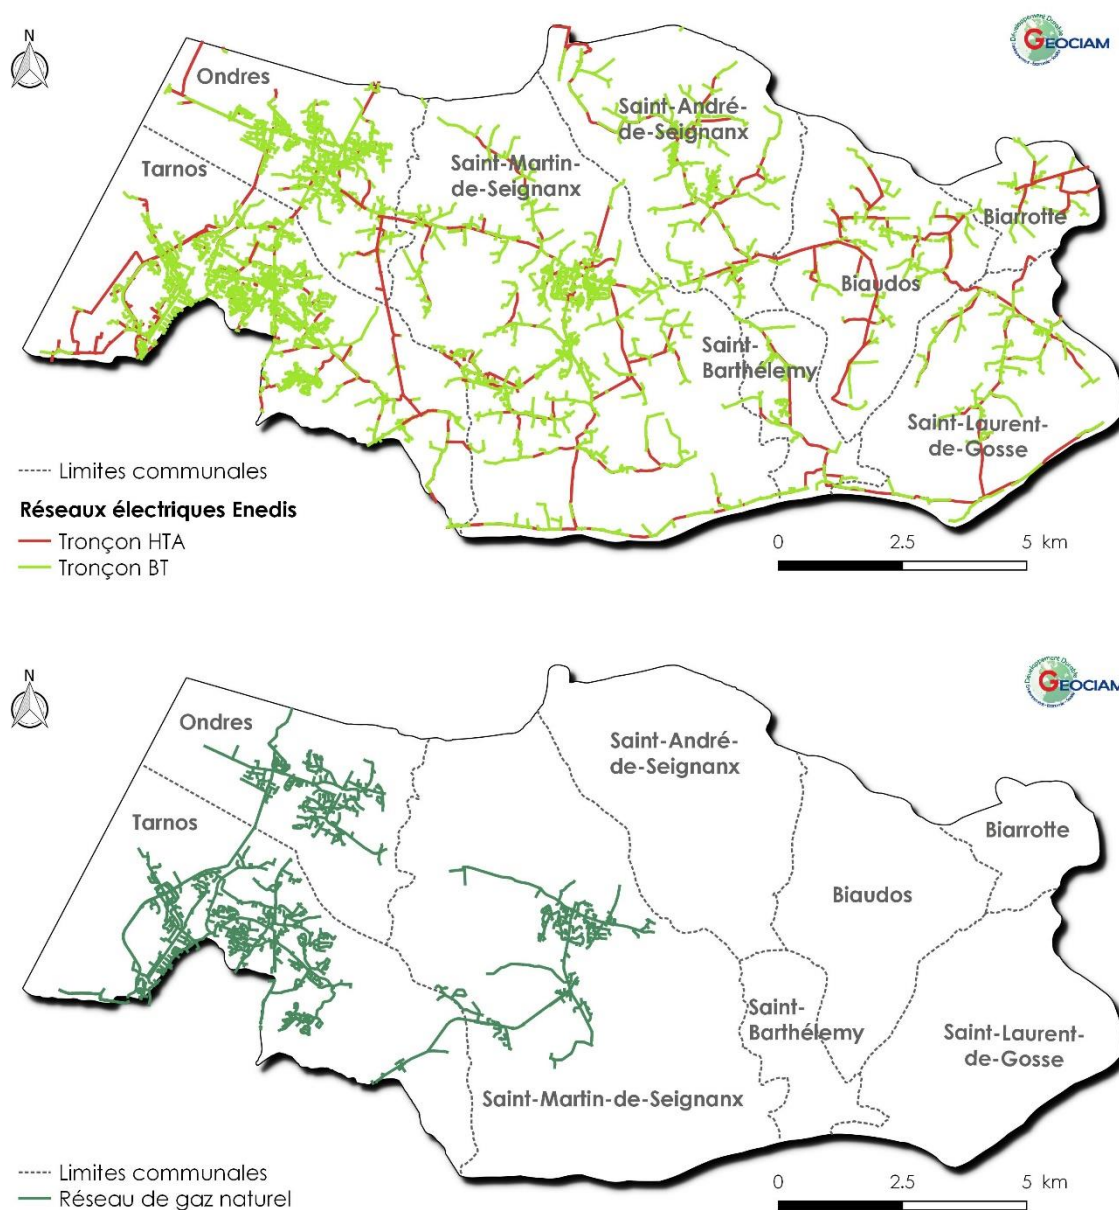 N
GEOCIAM
Ondres
Saint-André-
de-Seignanx
Tarnos
Saint-Martin-
de-Seignanx
Biarrotte
Biaudos
Saint-
Barthélemy
Saint-Laurent-
de-Gosse
Limites communales
Réseaux électriques Enedis
Tronçon HTA
Tronçon BT
0 2.5 5 km
N
GEOCIAM
Ondres
Saint-André-
de-Seignanx
Tarnos
Biarrotte
Biaudos
Saint-
Barthélemy
Saint-Laurent-
de-Gosse
Saint-Martin-de-Seignanx
Limites communales
Réseau de gaz naturel
0 2.5 5 km